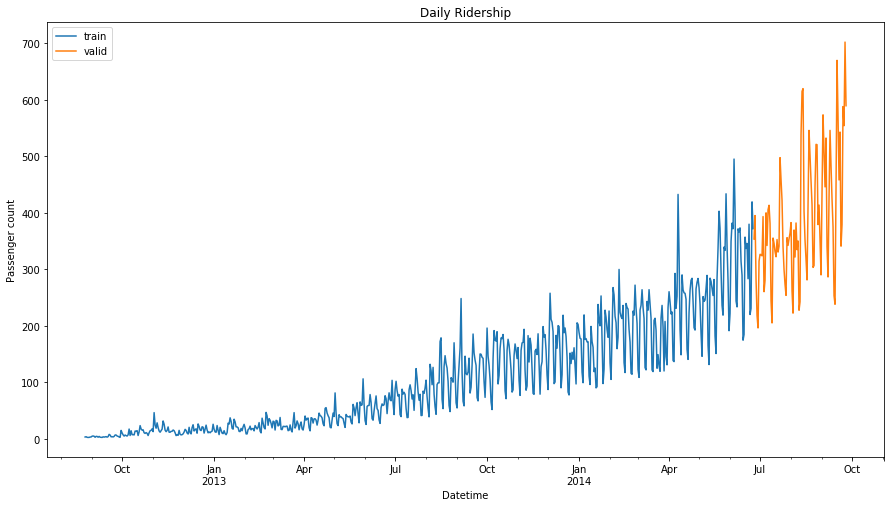 Daily Ridership
train
valid
700
600
500
400
300
200
100
0
Passenger count
Oct
Jan
2013
Apr
Jul
Oct
Jan
2014
Apr
Jul
Oct
Datetime